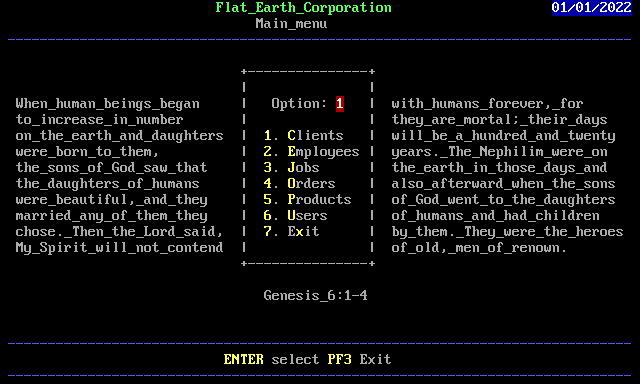 Flat_Earth_Corporation 01/01/2022
Main_menu
When_human_beings_began
to_increase_in_number
on_the_earth_and_daughters
were_born_to_them,
the_sons_of_God_saw_that
the_daughters_of_humans
were_beautiful,_and_they
married_any_of_them_they
chose._Then_the_Lord_said,
My_Spirit_will_not_contend
Option: 1
1. Clients
2. Employees
3. Jobs
4. Orders
5. Products
6. Users
7. Exit
with_humans_forever,_for
they_are_mortal;_their_days
will_be_a_hundred_and_twenty
years._The_Nephilim_were_on
the_earth_in_those_days_and
also_afterward_when_the_sons
of_God_went_to_the_daughters
of_humans_and_had_children
by_them._They_were_the_heroes
of_old,_men_of_renown.
Genesis_6:1-4
ENTER select PF3 Exit